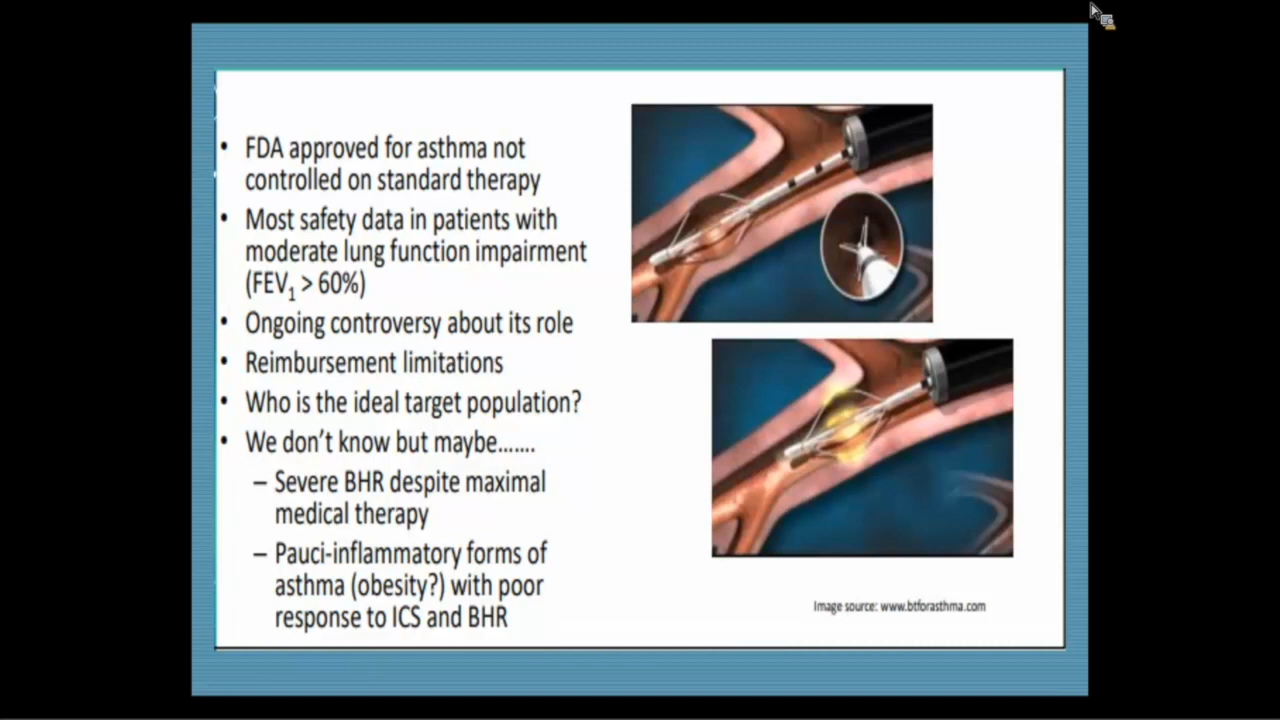 • FDA approved for asthma not
controlled on standard therapy
• Most safety data in patients with
moderate lung function impairment
(FEV₁ > 60%)
• Ongoing controversy about its role
• Reimbursement limitations
• Who is the ideal target population?
• We don’t know but maybe…….
– Severe BHR despite maximal
medical therapy
– Pauci-inflammatory forms of
asthma (obesity?) with poor
response to ICS and BHR
Image source: www.btforasthma.com